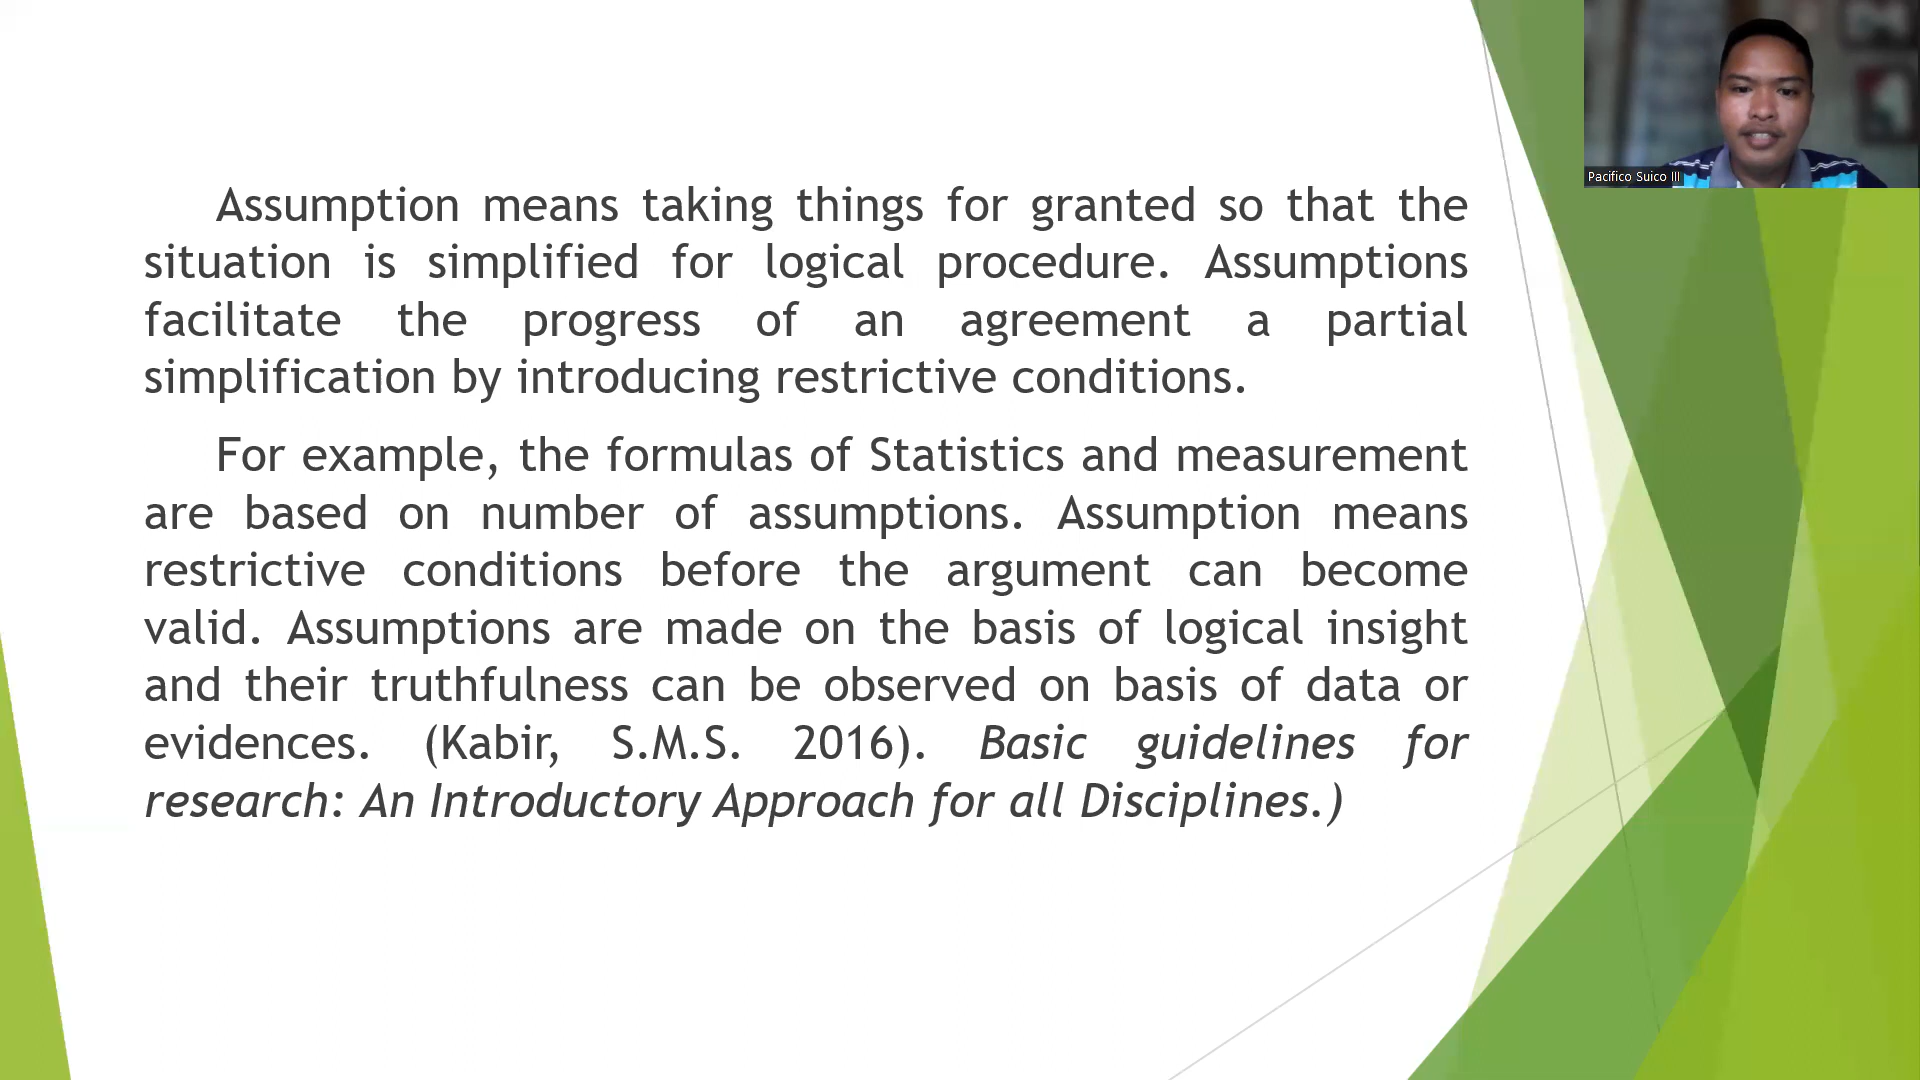 Assumption means taking things for granted so that the
situation is simplified for logical procedure. Assumptions
facilitate the progress of an agreement a partial
simplification by introducing restrictive conditions.
For example, the formulas of Statistics and measurement
are based on number of assumptions. Assumption means
restrictive conditions before the argument can become
valid. Assumptions are made on the basis of logical insight
and their truthfulness can be observed on basis of data or
evidences. (Kabir, S.M.S. 2016). Basic guidelines for
research: An Introductory Approach for all Disciplines.)
Pacifico Suico III